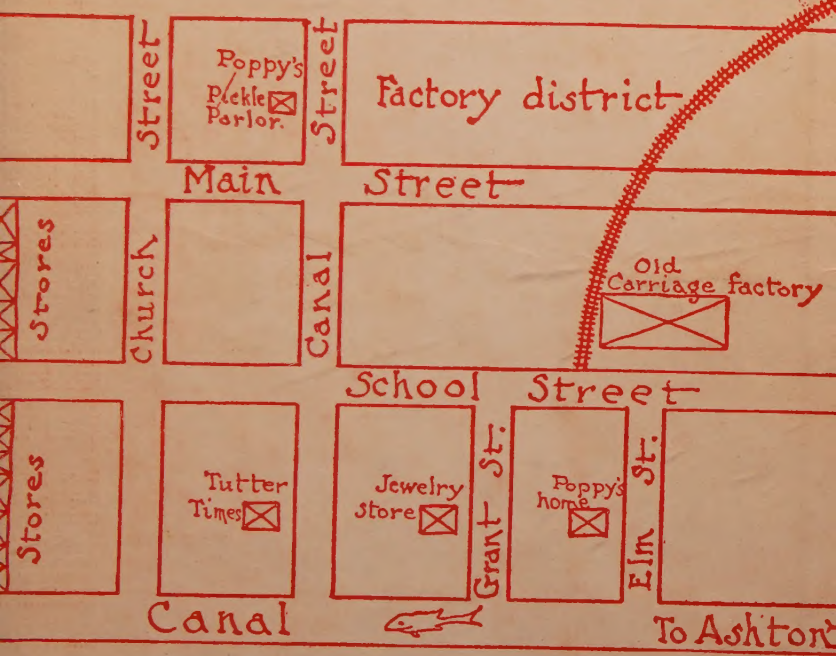 Street
Poppy's
Pickle
Parlor.
Street
Factory district
Main Street
Stores
Church
Canal
Old
Carriage factory
School Street
Stores
Tutter
Times
Jewelry
store
Grant St.
Poppy's
home
Elm St.
Canal
To Ashton